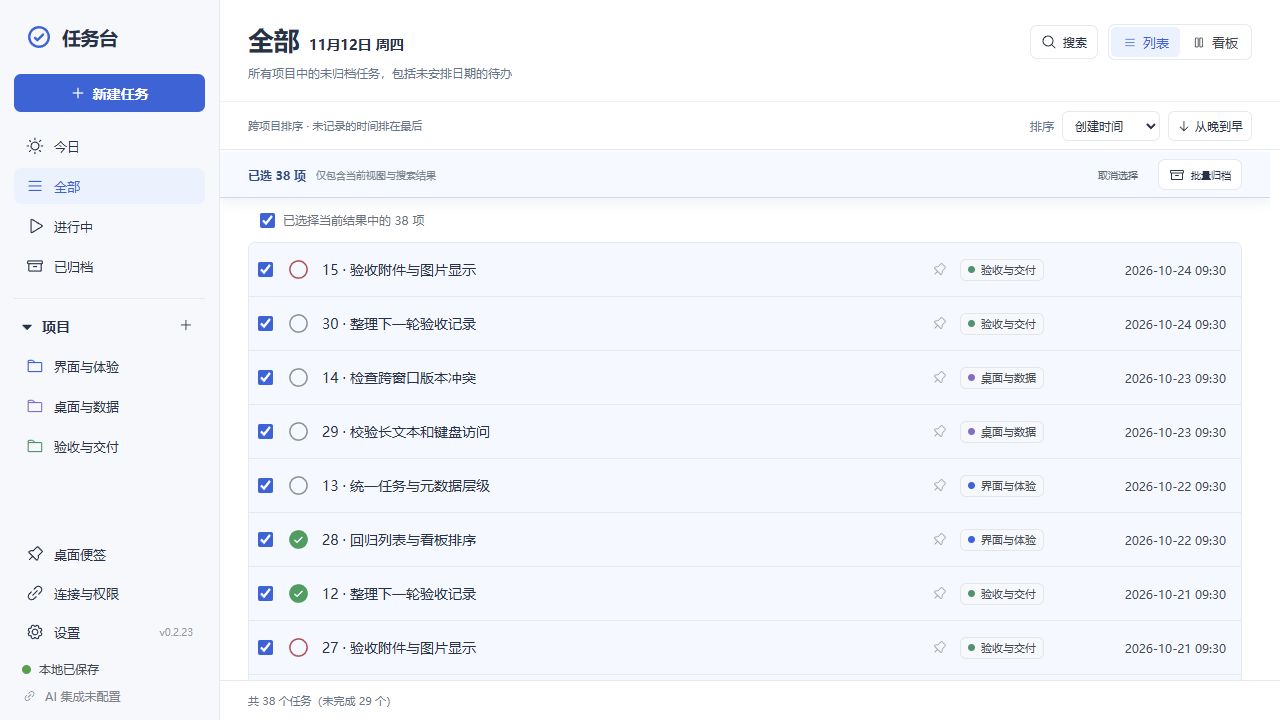 任务台
新建任务
今日
全部
进行中
已归档
项目
界面与体验
桌面与数据
验收与交付
桌面便签
连接与权限
设置 v0.2.23
本地已保存
AI 集成未配置
全部 11月12日 周四
所有项目中的未归档任务，包括未安排日期的待办
搜索 列表 看板
跨项目排序 · 未记录的时间排在最后
排序 创建时间 从晚到早
已选 38 项 仅包含当前视图与搜索结果
取消选择 批量归档
已选择当前结果中的 38 项
15 · 验收附件与图片显示 验收与交付 2026-10-24 09:30
30 · 整理下一轮验收记录 验收与交付 2026-10-24 09:30
14 · 检查跨窗口版本冲突 桌面与数据 2026-10-23 09:30
29 · 校验长文本和键盘访问 桌面与数据 2026-10-23 09:30
13 · 统一任务与元数据层级 界面与体验 2026-10-22 09:30
28 · 回归列表与看板排序 界面与体验 2026-10-22 09:30
12 · 整理下一轮验收记录 验收与交付 2026-10-21 09:30
27 · 验收附件与图片显示 验收与交付 2026-10-21 09:30
共 38 个任务（未完成 29 个）